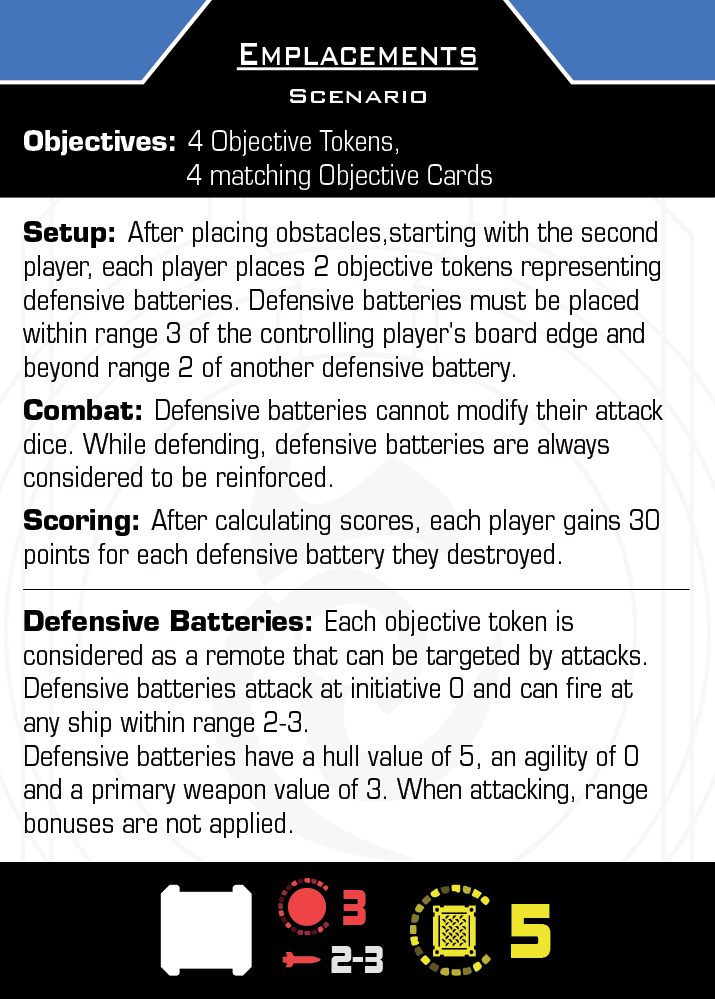 EMPLACEMENTS
SCENARIO
Objectives: 4 Objective Tokens,
4 matching Objective Cards
Setup: After placing obstacles,starting with the second
player, each player places 2 objective tokens representing
defensive batteries. Defensive batteries must be placed
within range 3 of the controlling player's board edge and
beyond range 2 of another defensive battery.
Combat: Defensive batteries cannot modify their attack
dice. While defending, defensive batteries are always
considered to be reinforced.
Scoring: After calculating scores, each player gains 30
points for each defensive battery they destroyed.
Defensive Batteries: Each objective token is
considered as a remote that can be targeted by attacks.
Defensive batteries attack at initiative 0 and can fire at
any ship within range 2-3.
Defensive batteries have a hull value of 5, an agility of 0
and a primary weapon value of 3. When attacking, range
bonuses are not applied.
3
2-3
5